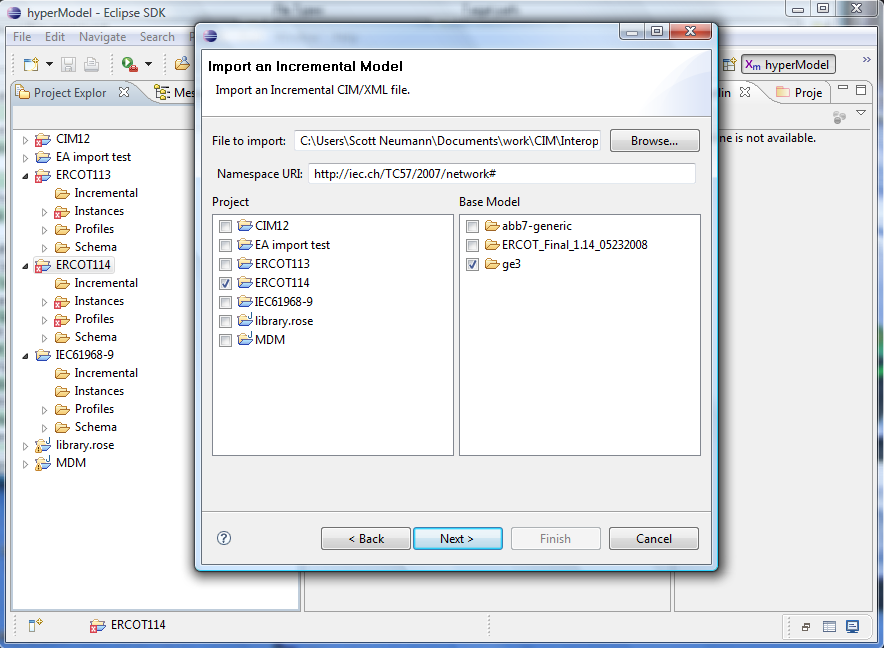 hyperModel - Eclipse SDK
File Edit Navigate Search
hyperModel
Project Explor
Proje
ne is not available.
CIM12
EA import test
ERCOT113
Incremental
Instances
Profiles
Schema
ERCOT114
Incremental
Instances
Profiles
Schema
IEC61968-9
Incremental
Instances
Profiles
Schema
library.rose
MDM
Import an Incremental Model
Import an Incremental CIM/XML file.
File to import: C:\Users\Scott Neumann\Documents\work\CIM\Interop Browse...
Namespace URI: http://iec.ch/TC57/2007/network#
Project
CIM12
EA import test
ERCOT113
ERCOT114
IEC61968-9
library.rose
MDM
Base Model
abb7-generic
ERCOT_Final_1.14_05232008
ge3
< Back Next > Finish Cancel
ERCOT114